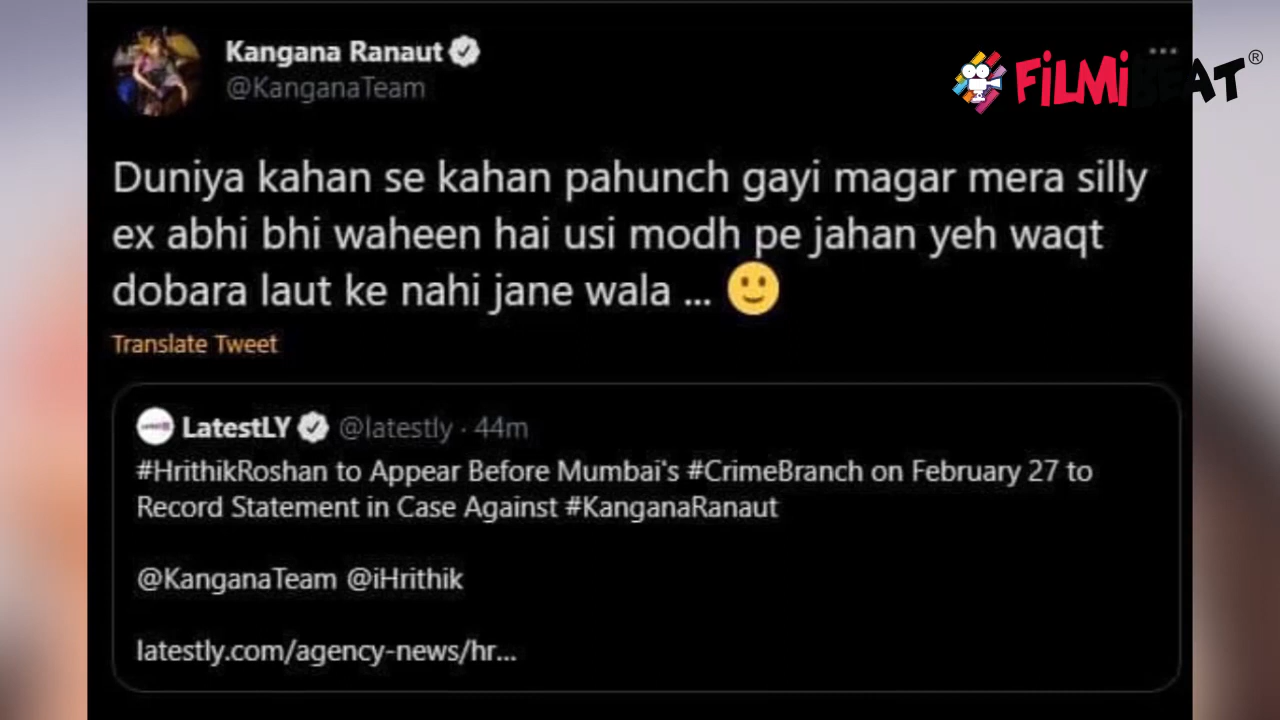 Kangana Ranaut
@KanganaTeam
FiLMiBEAT®
Duniya kahan se kahan pahunch gayi magar mera silly
ex abhi bhi waheen hai usi modh pe jahan yeh waqt
dobara laut ke nahi jane wala ... 🙂
Translate Tweet
LatestLY @latestly · 44m
#HrithikRoshan to Appear Before Mumbai's #CrimeBranch on February 27 to
Record Statement in Case Against #KanganaRanaut
@KanganaTeam @iHrithik
latestly.com/agency-news/hr...